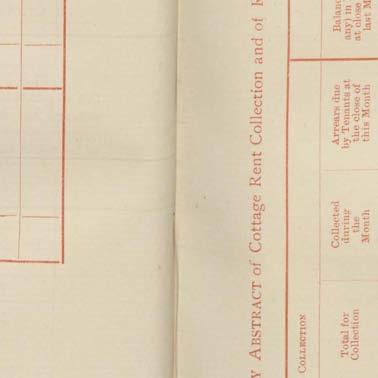 ABSTRACT of Cottage Rent Collection and of
COLLECTION
Total for
Collection
Collected
during
the
Month
Arrears due
by Tenants at
the close of
this Month
any) in
at close
last